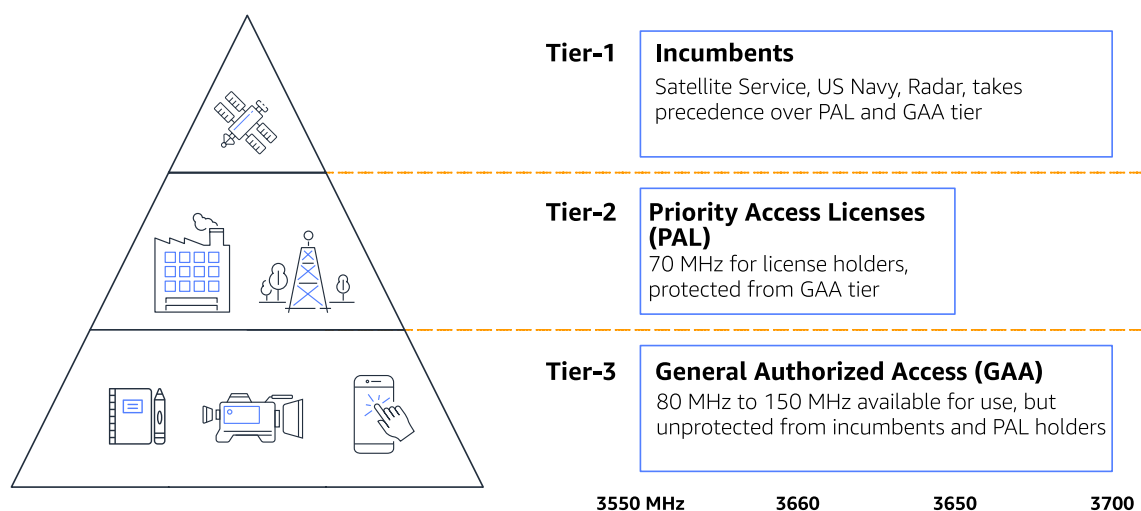 Tier-1 Incumbents
Satellite Service, US Navy, Radar, takes
precedence over PAL and GAA tier
Tier-2 Priority Access Licenses
(PAL)
70 MHz for license holders,
protected from GAA tier
Tier-3 General Authorized Access (GAA)
80 MHz to 150 MHz available for use, but
unprotected from incumbents and PAL holders
3550 MHz 3660 3650 3700